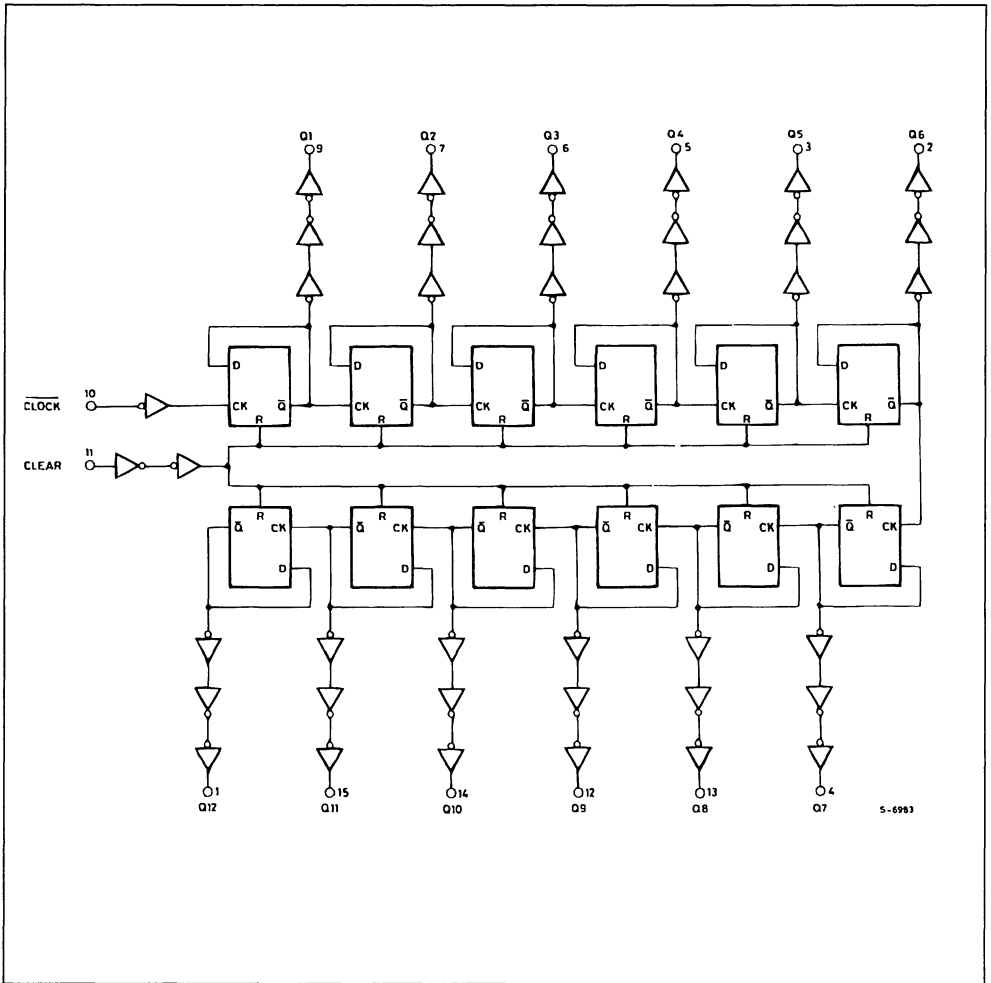 Q1 Q2 Q3 Q4 Q5 Q6
9 7 6 5 3 2
D D D D D D
10
CLOCK CK Q̅ CK Q̅ CK Q̅ CK Q̅ CK Q̅ CK Q̅
R R R R R R
11
CLEAR
R R R R R R
Q̅ CK Q̅ CK Q̅ CK Q̅ CK Q̅ CK Q̅ CK
D D D D D D
1 15 14 12 13 4
Q12 Q11 Q10 Q9 Q8 Q7
S-6983